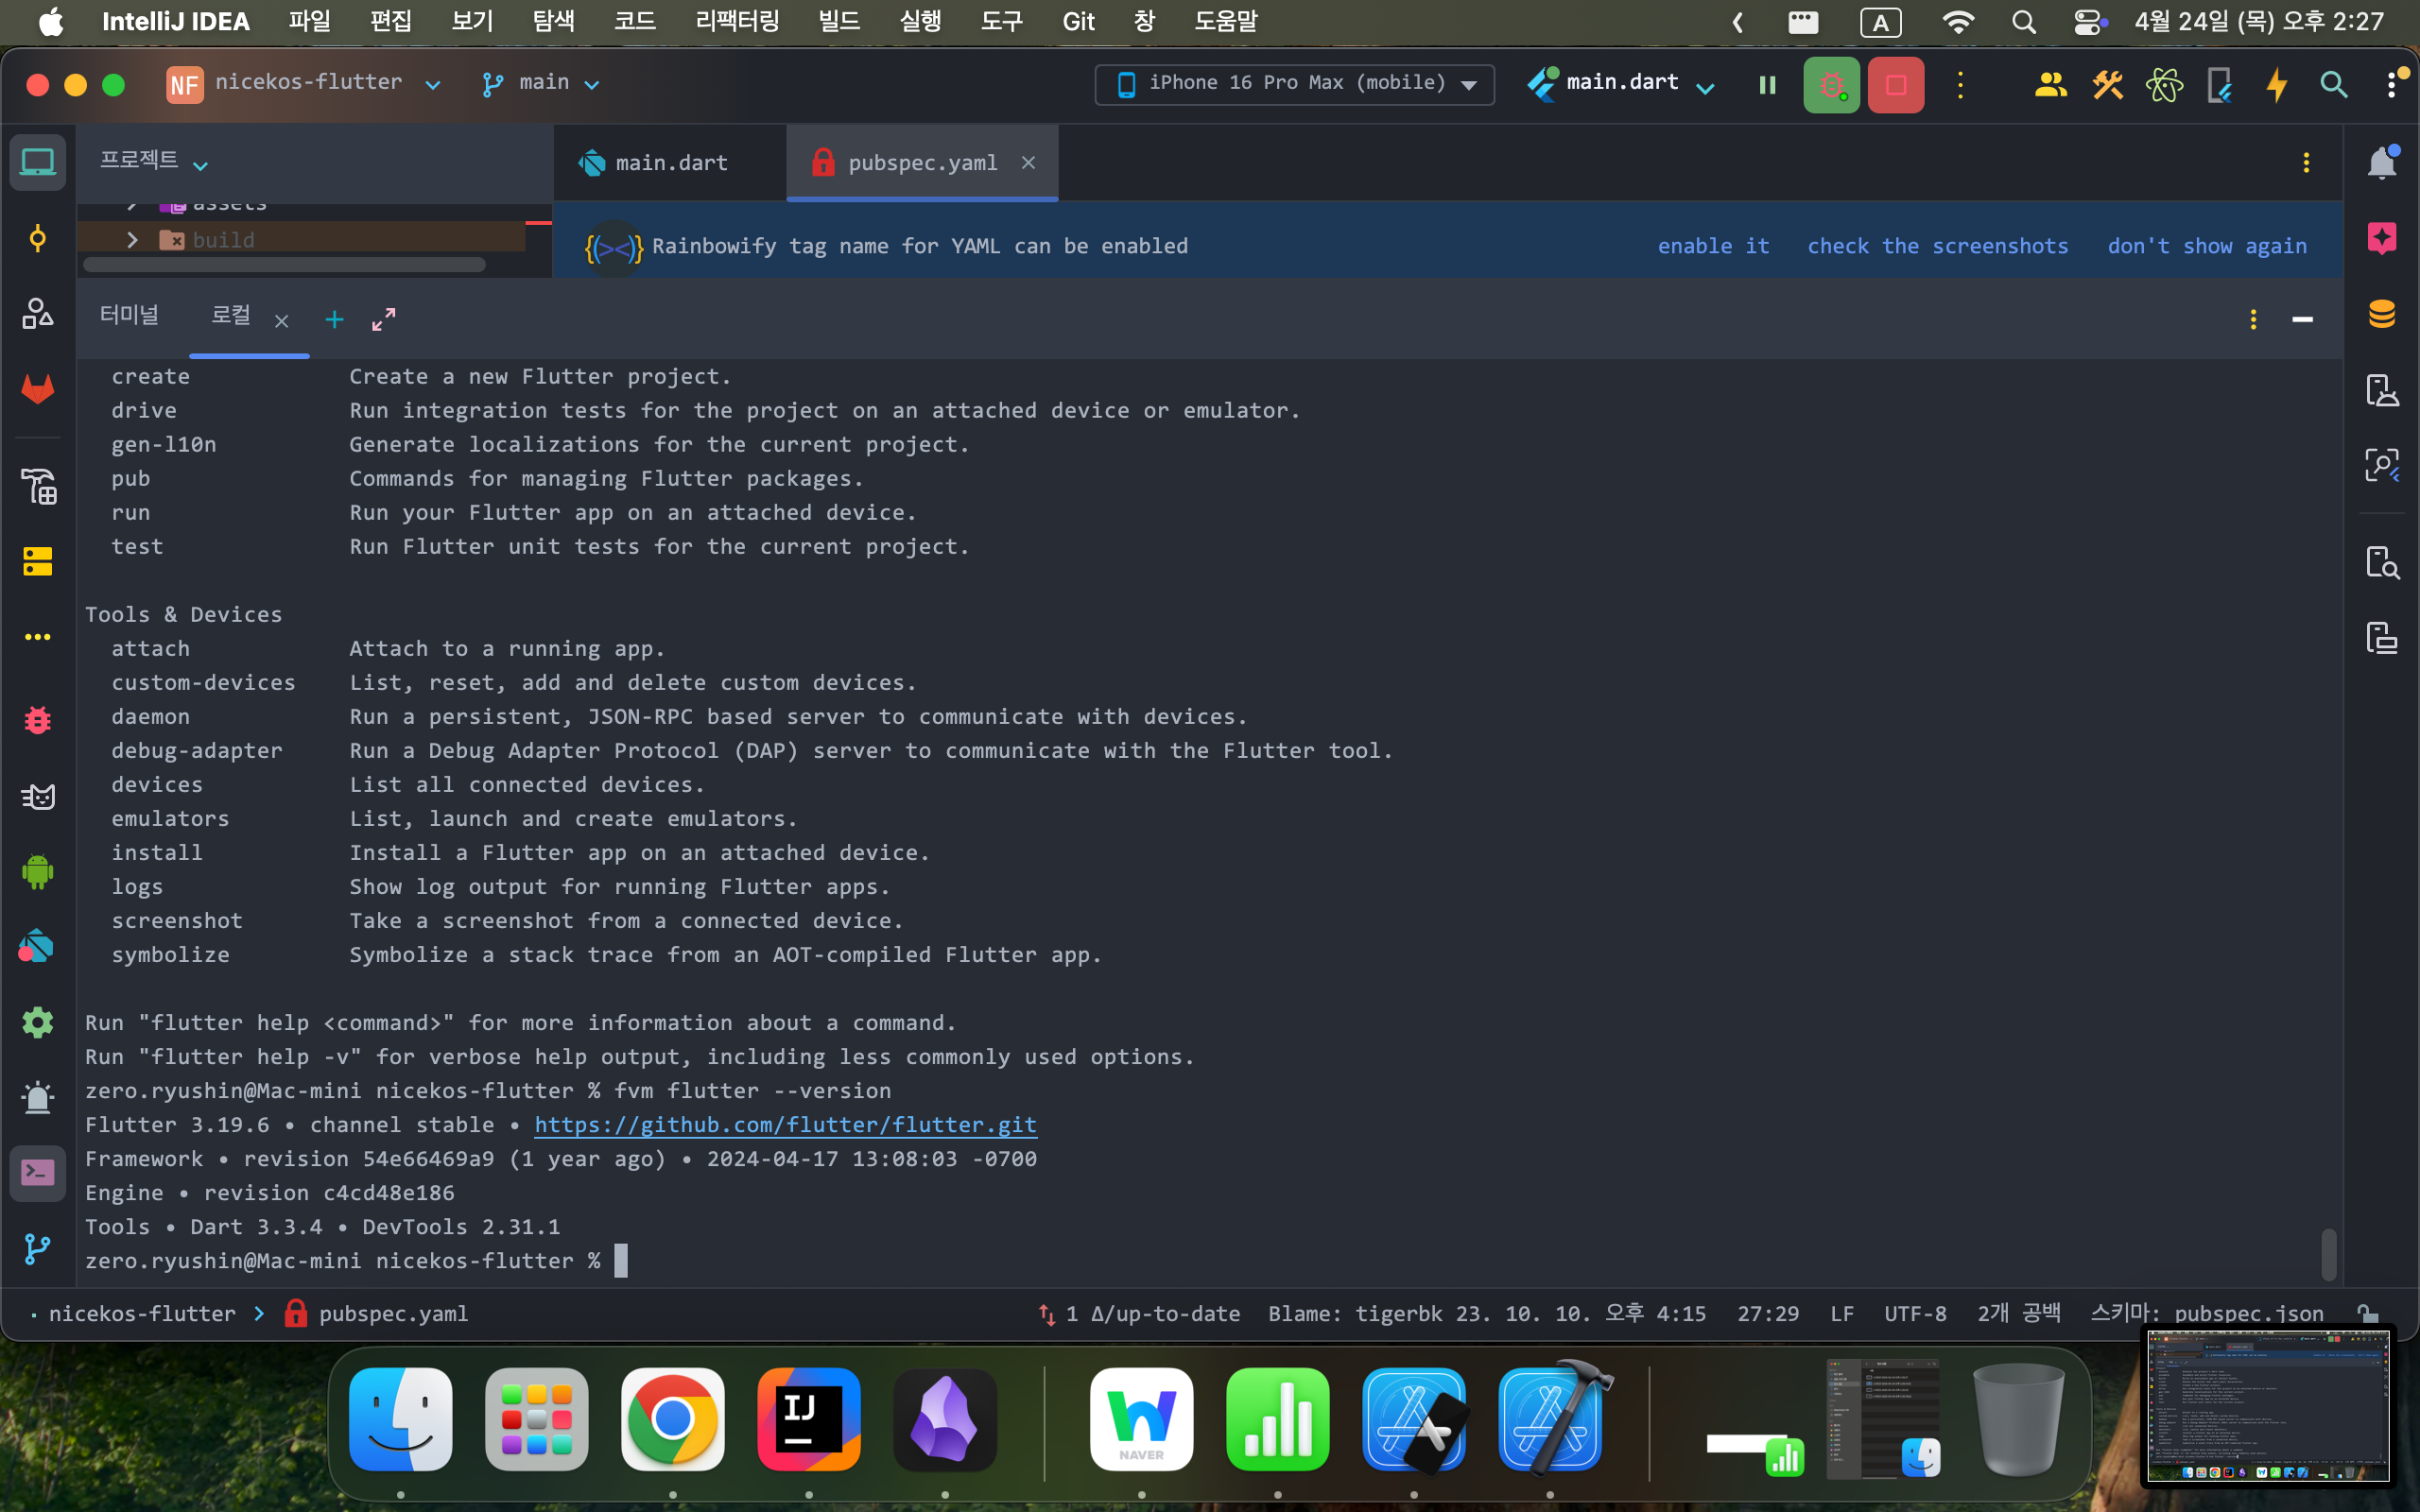 IntelliJ IDEA 파일 편집 보기 탐색 코드 리팩터링 빌드 실행 도구 Git 창 도움말 A 4월 24일 (목) 오후 2:27
NF nicekos-flutter main iPhone 16 Pro Max (mobile) main.dart
프로젝트 main.dart pubspec.yaml
assets
build
Rainbowify tag name for YAML can be enabled enable it check the screenshots don't show again
터미널 로컬
create Create a new Flutter project.
drive Run integration tests for the project on an attached device or emulator.
gen-l10n Generate localizations for the current project.
pub Commands for managing Flutter packages.
run Run your Flutter app on an attached device.
test Run Flutter unit tests for the current project.
Tools & Devices
attach Attach to a running app.
custom-devices List, reset, add and delete custom devices.
daemon Run a persistent, JSON-RPC based server to communicate with devices.
debug-adapter Run a Debug Adapter Protocol (DAP) server to communicate with the Flutter tool.
devices List all connected devices.
emulators List, launch and create emulators.
install Install a Flutter app on an attached device.
logs Show log output for running Flutter apps.
screenshot Take a screenshot from a connected device.
symbolize Symbolize a stack trace from an AOT-compiled Flutter app.
Run "flutter help <command>" for more information about a command.
Run "flutter help -v" for verbose help output, including less commonly used options.
zero.ryushin@Mac-mini nicekos-flutter % fvm flutter --version
Flutter 3.19.6 • channel stable • https://github.com/flutter/flutter.git
Framework • revision 54e66469a9 (1 year ago) • 2024-04-17 13:08:03 -0700
Engine • revision c4cd48e186
Tools • Dart 3.3.4 • DevTools 2.31.1
zero.ryushin@Mac-mini nicekos-flutter %
nicekos-flutter pubspec.yaml 1 Δ/up-to-date Blame: tigerbk 23. 10. 10. 오후 4:15 27:29 LF UTF-8 2개 공백 스키마: pubspec.json
IJ
NAVER